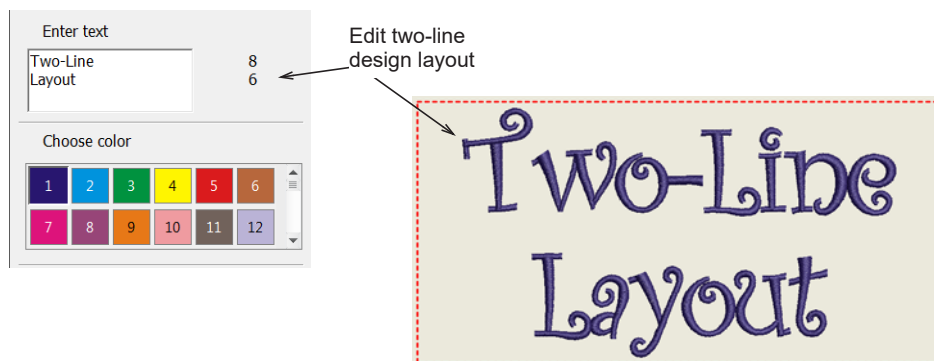 Enter text
Two-Line 8
Layout 6
Edit two-line
design layout
Choose color
1 2 3 4 5 6
7 8 9 10 11 12
Two-Line
Layout